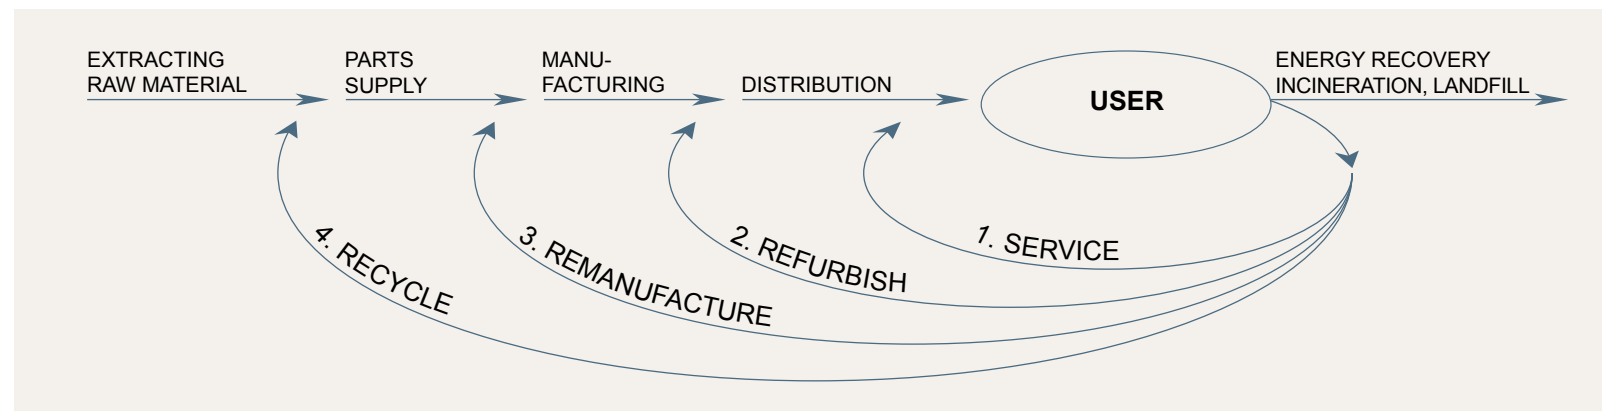 EXTRACTING
RAW MATERIAL
PARTS
SUPPLY
MANU-
FACTURING
DISTRIBUTION
USER
ENERGY RECOVERY
INCINERATION, LANDFILL
4. RECYCLE
3. REMANUFACTURE
2. REFURBISH
1. SERVICE